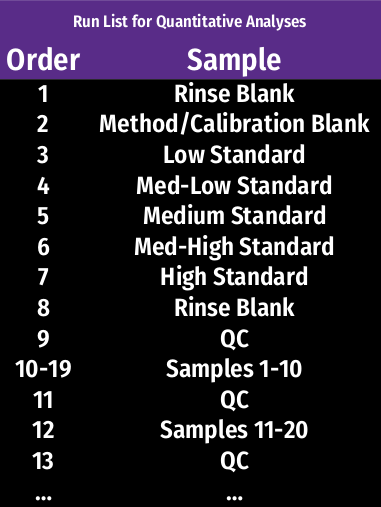 Run List for Quantitative Analyses
Order Sample
1 Rinse Blank
2 Method/Calibration Blank
3 Low Standard
4 Med-Low Standard
5 Medium Standard
6 Med-High Standard
7 High Standard
8 Rinse Blank
9 QC
10-19 Samples 1-10
11 QC
12 Samples 11-20
13 QC
... ...